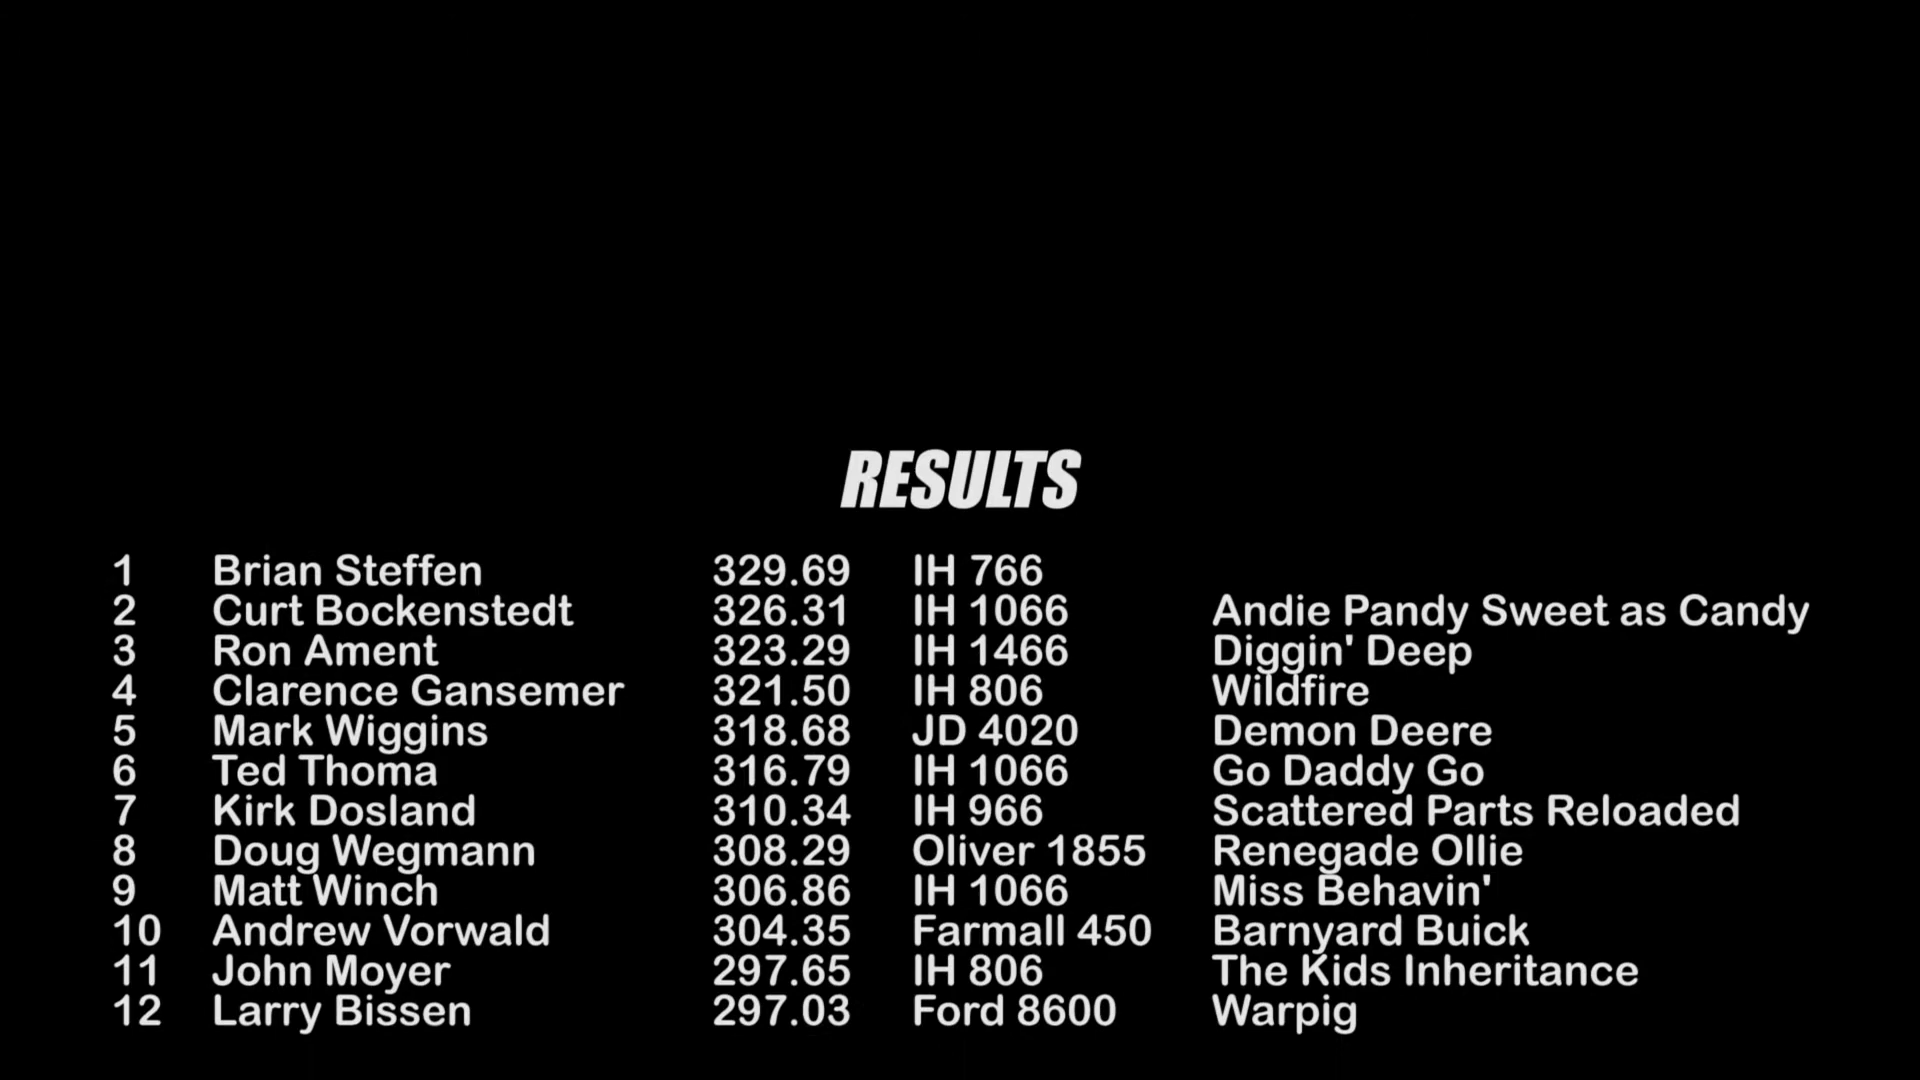 RESULTS
1 Brian Steffen 329.69 IH 766
2 Curt Bockenstedt 326.31 IH 1066 Andie Pandy Sweet as Candy
3 Ron Ament 323.29 IH 1466 Diggin' Deep
4 Clarence Gansemer 321.50 IH 806 Wildfire
5 Mark Wiggins 318.68 JD 4020 Demon Deere
6 Ted Thoma 316.79 IH 1066 Go Daddy Go
7 Kirk Dosland 310.34 IH 966 Scattered Parts Reloaded
8 Doug Wegmann 308.29 Oliver 1855 Renegade Ollie
9 Matt Winch 306.86 IH 1066 Miss Behavin'
10 Andrew Vorwald 304.35 Farmall 450 Barnyard Buick
11 John Moyer 297.65 IH 806 The Kids Inheritance
12 Larry Bissen 297.03 Ford 8600 Warpig